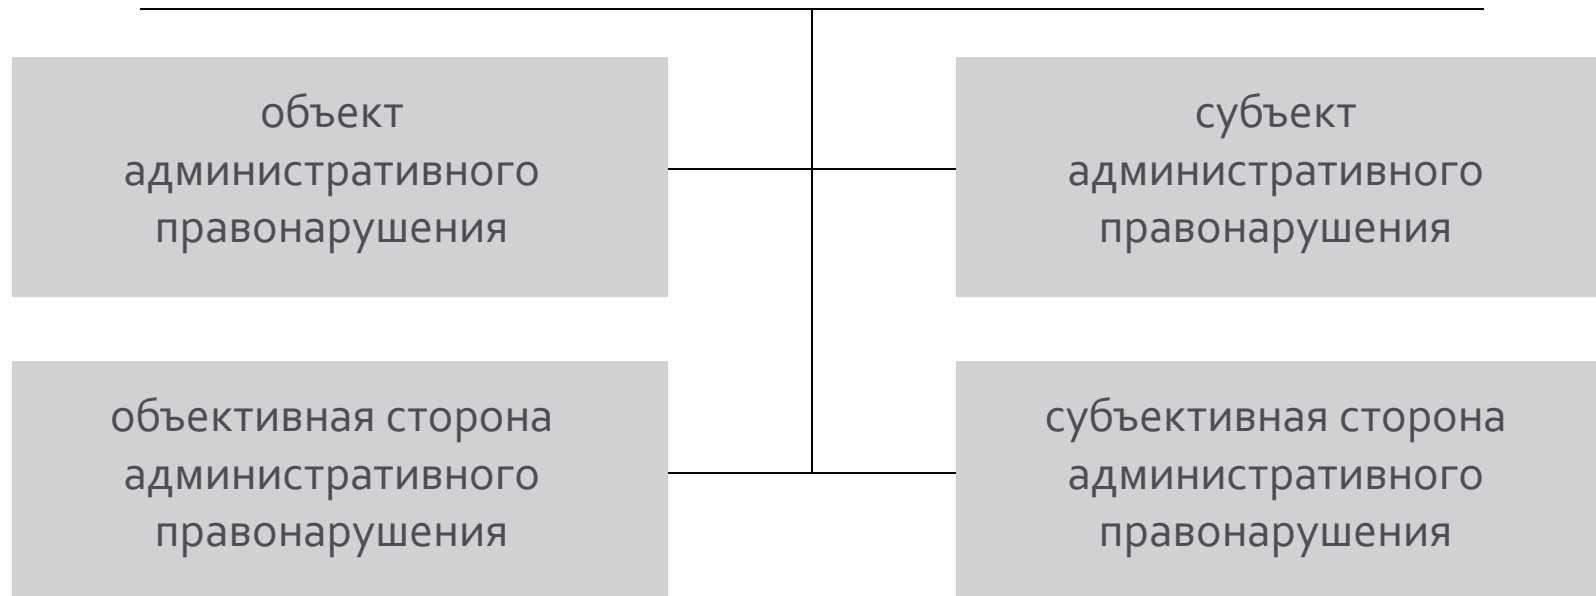 объект
административного
правонарушения
субъект
административного
правонарушения
объективная сторона
административного
правонарушения
субъективная сторона
административного
правонарушения